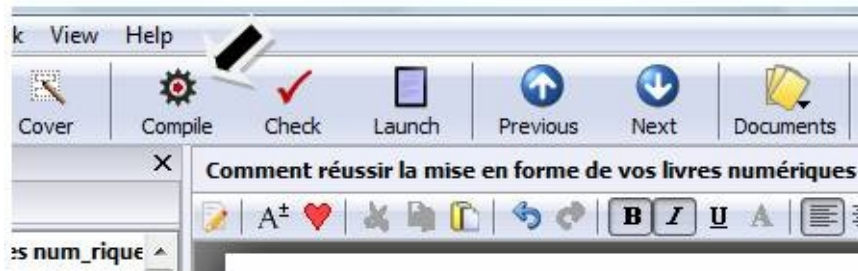 k View Help
Cover Compile Check Launch Previous Next Documents
Comment réussir la mise en forme de vos livres numériques
A± B I U A
es num_rique